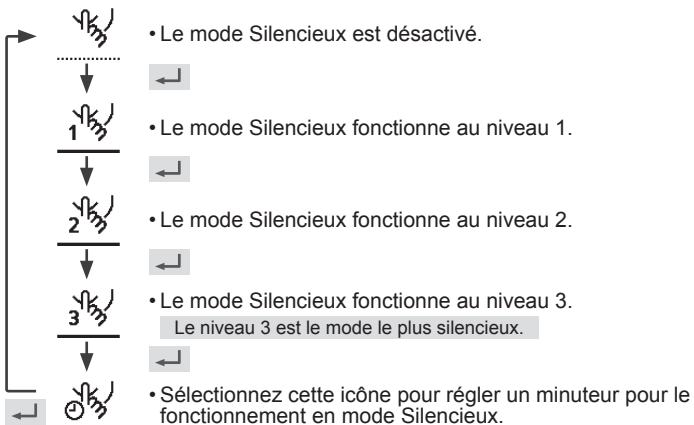 • Le mode Silencieux est désactivé.
1
• Le mode Silencieux fonctionne au niveau 1.
2
• Le mode Silencieux fonctionne au niveau 2.
3
• Le mode Silencieux fonctionne au niveau 3.
Le niveau 3 est le mode le plus silencieux.
• Sélectionnez cette icône pour régler un minuteur pour le
fonctionnement en mode Silencieux.